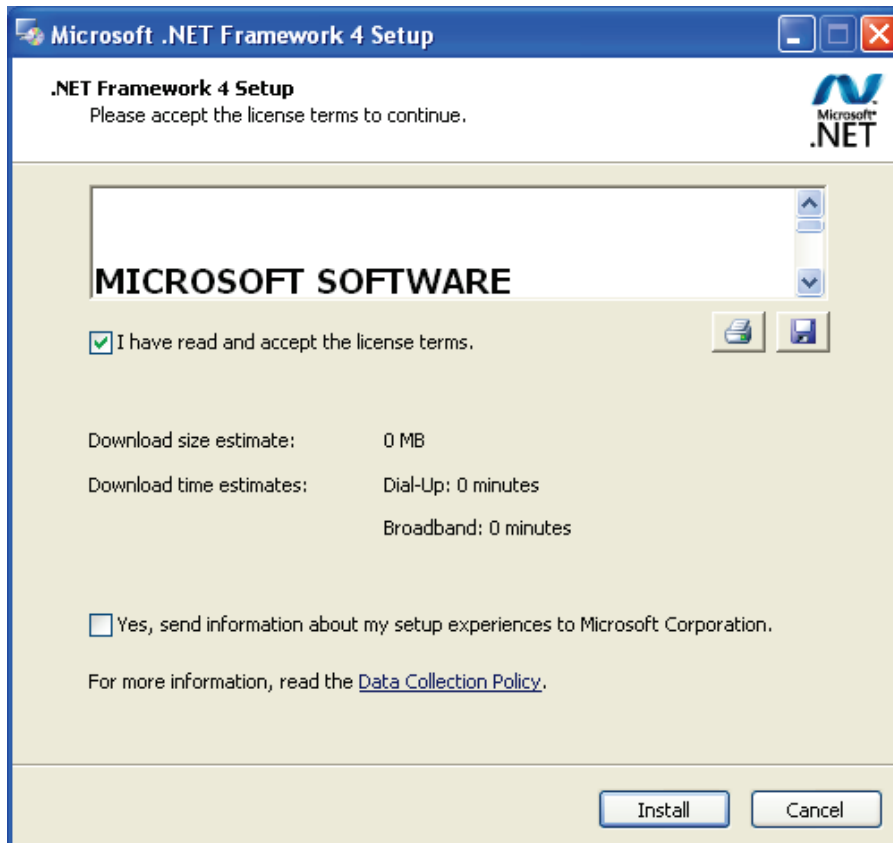 Microsoft .NET Framework 4 Setup
.NET Framework 4 Setup
Please accept the license terms to continue.
Microsoft
.NET
MICROSOFT SOFTWARE
I have read and accept the license terms.
Download size estimate: 0 MB
Download time estimates: Dial-Up: 0 minutes
Broadband: 0 minutes
Yes, send information about my setup experiences to Microsoft Corporation.
For more information, read the Data Collection Policy.
Install Cancel